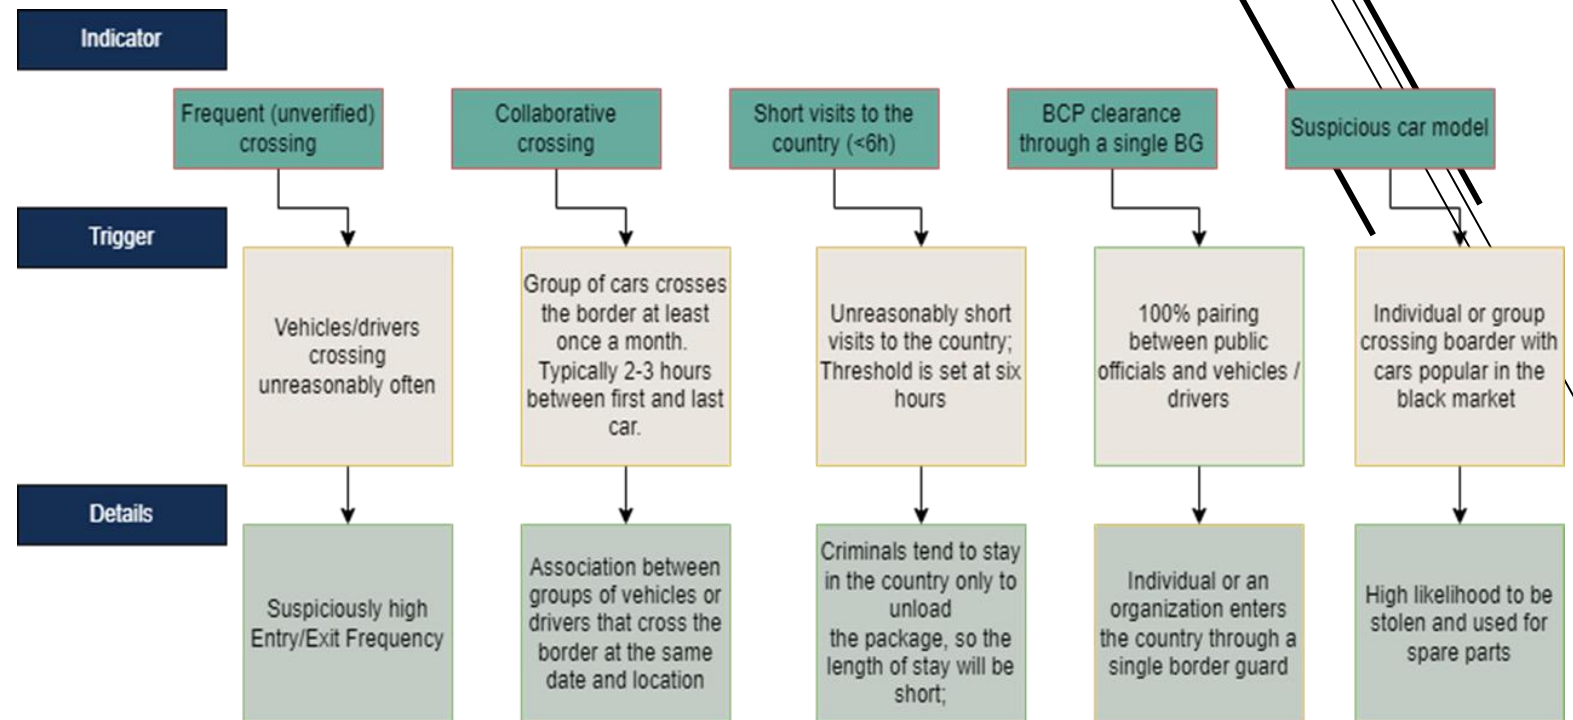 Indicator
Frequent (unverified)
crossing
Collaborative
crossing
Short visits to the
country (<6h)
BCP clearance
through a single BG
Suspicious car model
Trigger
Vehicles/drivers
crossing
unreasonably often
Group of cars crosses
the border at least
once a month.
Typically 2-3 hours
between first and last
car.
Unreasonably short
visits to the country;
Threshold is set at six
hours
100% pairing
between public
officials and vehicles /
drivers
Individual or group
crossing boarder with
cars popular in the
black market
Details
Suspiciously high
Entry/Exit Frequency
Association between
groups of vehicles or
drivers that cross the
border at the same
date and location
Criminals tend to stay
in the country only to
unload
the package, so the
length of stay will be
short;
Individual or an
organization enters
the country through a
single border guard
High likelihood to be
stolen and used for
spare parts